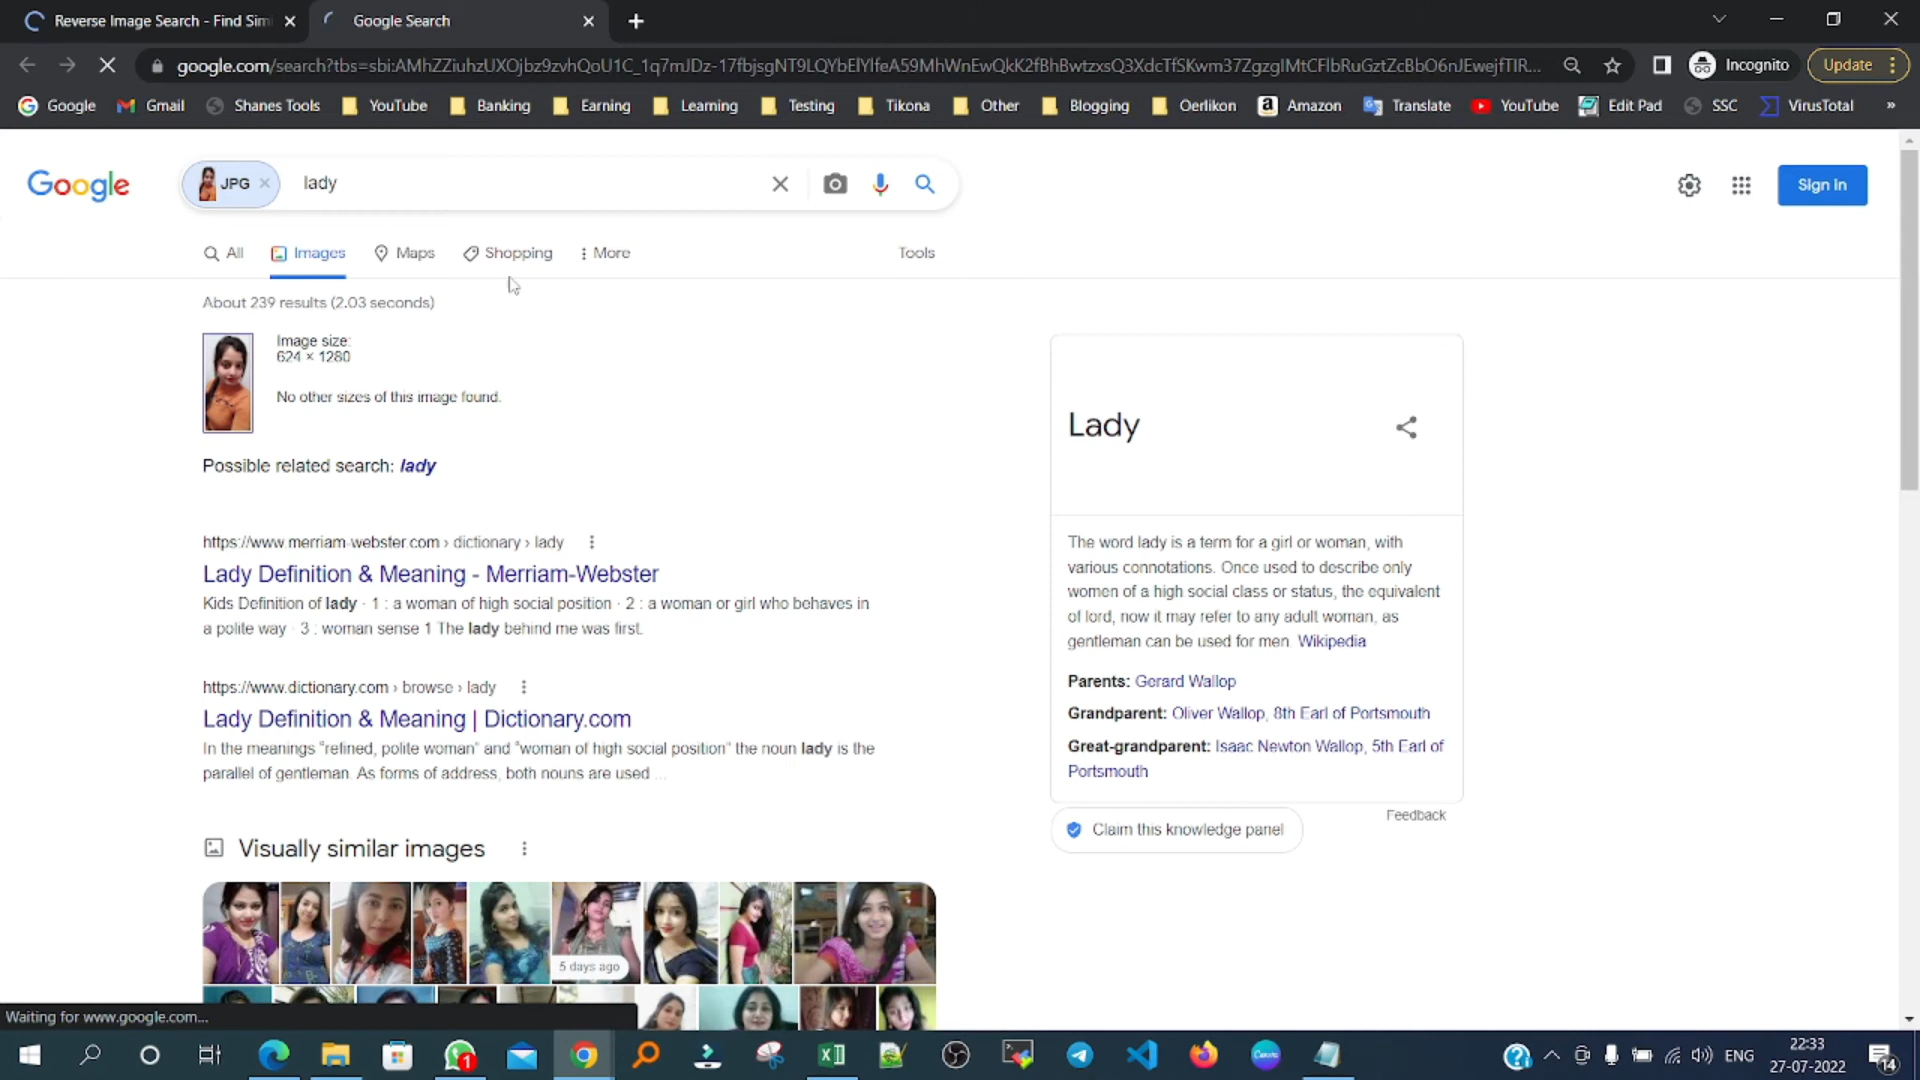 Reverse Image Search - Find Simi
Google Search
google.com/search?tbs=sbi:AMhZZiuhzUXOjbz9zvhQoU1C_1q7mJDz-17fbjsgNT9LQYbElYlfeA59MhWnEwQkK2fBhBwtzxsQ3XdcTfSKwm37ZgzgIMtCFlbRuGztZcBbO6nJEwejfTIR...
Incognito
Update
Google
Gmail
Shanes Tools
YouTube
Banking
Earning
Learning
Testing
Tikona
Other
Blogging
Oerlikon
Amazon
Translate
YouTube
Edit Pad
SSC
VirusTotal
»
Google
JPG
lady
Sign in
All
Images
Maps
Shopping
More
Tools
About 239 results (2.03 seconds)
Image size:
624 × 1280
No other sizes of this image found.
Possible related search: lady
https://www.merriam-webster.com › dictionary › lady
Lady Definition & Meaning - Merriam-Webster
Kids Definition of lady · 1 : a woman of high social position · 2 : a woman or girl who behaves in
a polite way · 3 : woman sense 1 The lady behind me was first.
https://www.dictionary.com › browse › lady
Lady Definition & Meaning | Dictionary.com
In the meanings "refined, polite woman" and "woman of high social position" the noun lady is the
parallel of gentleman. As forms of address, both nouns are used ...
Visually similar images
5 days ago
Lady
The word lady is a term for a girl or woman, with
various connotations. Once used to describe only
women of a high social class or status, the equivalent
of lord, now it may refer to any adult woman, as
gentleman can be used for men. Wikipedia
Parents: Gerard Wallop
Grandparent: Oliver Wallop, 8th Earl of Portsmouth
Great-grandparent: Isaac Newton Wallop, 5th Earl of
Portsmouth
Feedback
Claim this knowledge panel
Waiting for www.google.com...
1
Canva
ENG
22:33
27-07-2022
14